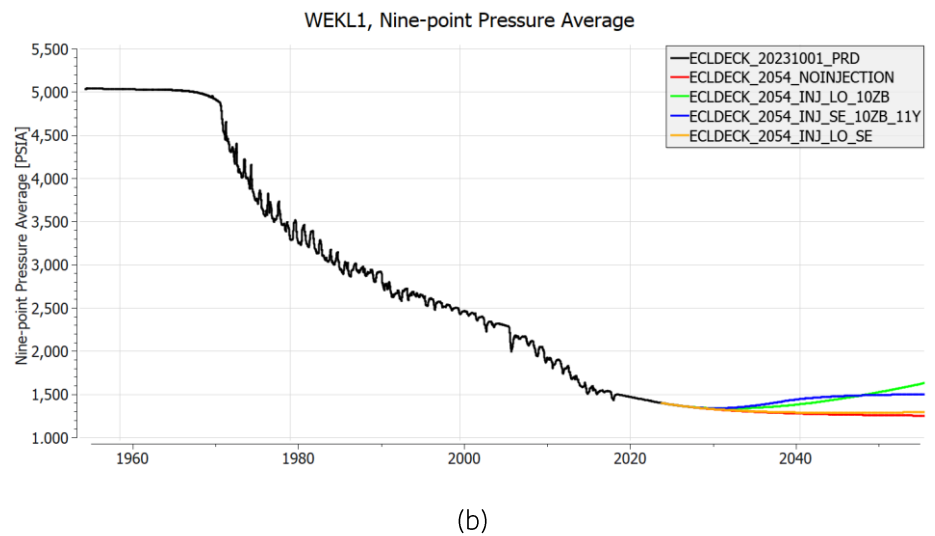 WEKL1, Nine-point Pressure Average
Nine-point Pressure Average [PSIA]
5,500
5,000
4,500
4,000
3,500
3,000
2,500
2,000
1,500
1.000
1960
1980
2000
2020
2040
ECLDECK_20231001_PRD
ECLDECK_2054_NOINJECTION
ECLDECK_2054_INJ_LO_10ZB
ECLDECK_2054_INJ_SE_10ZB_11Y
ECLDECK_2054_INJ_LO_SE
(b)